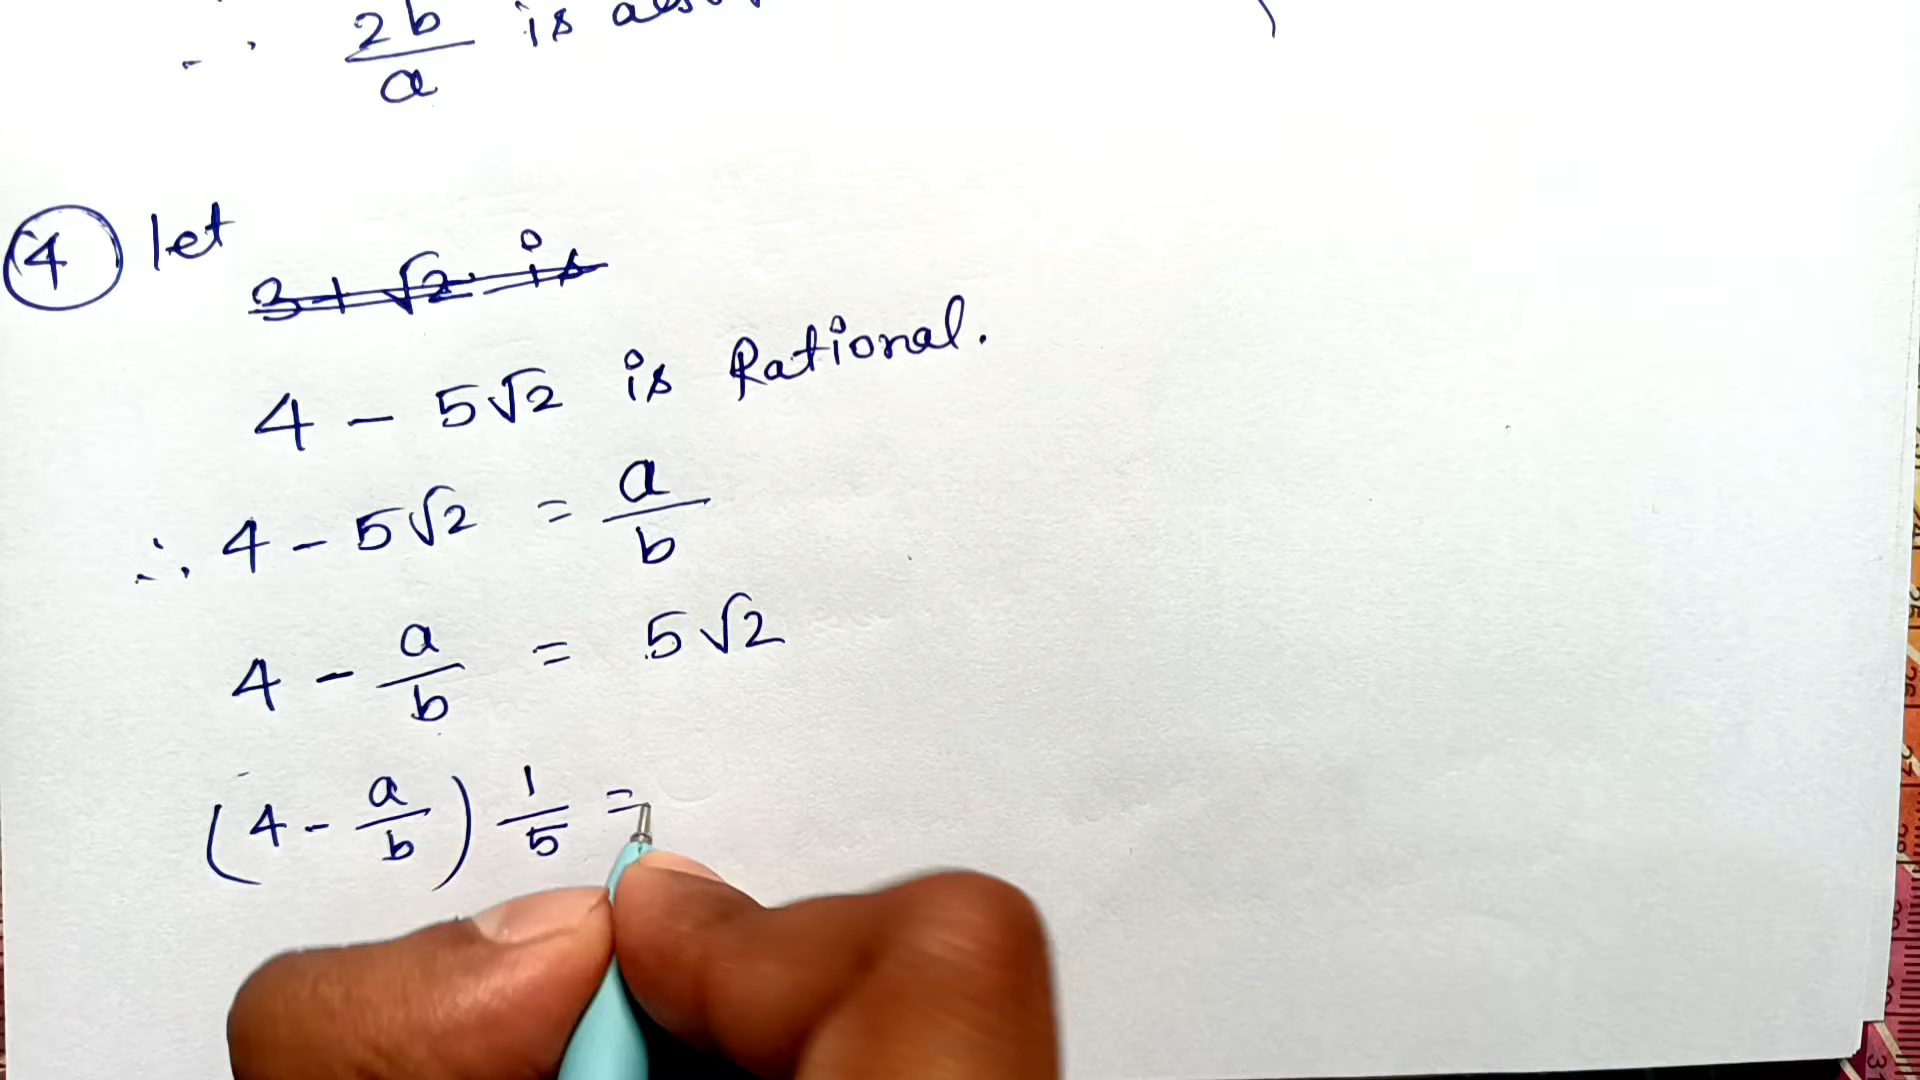 ∴ 2b/a is
4 let
3 + √2 is
4 - 5√2 is Rational.
∴ 4 - 5√2 = a/b
4 - a/b = 5√2
(4 - a/b) 1/5 =